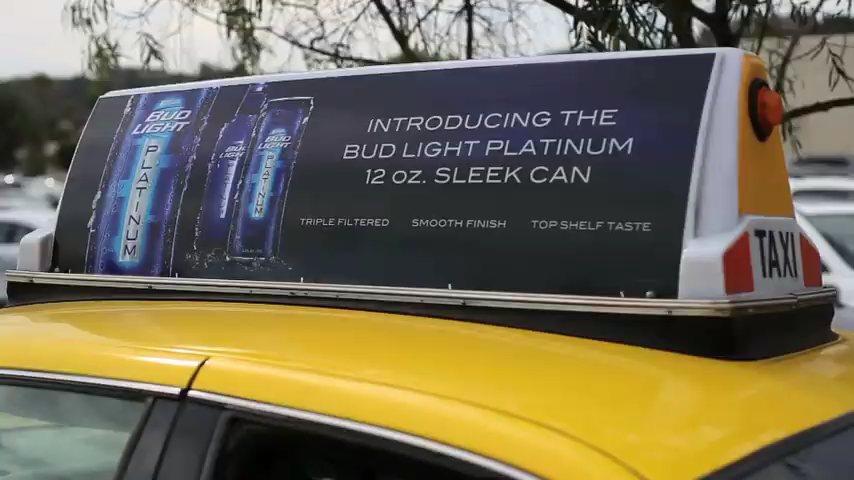 BUD
LIGHT
PLATINUM
BUD
LIGHT
BUD
LIGHT
PLATINUM
INTRODUCING THE
BUD LIGHT PLATINUM
12 OZ. SLEEK CAN
TRIPLE FILTERED SMOOTH FINISH TOP SHELF TASTE
TAXI